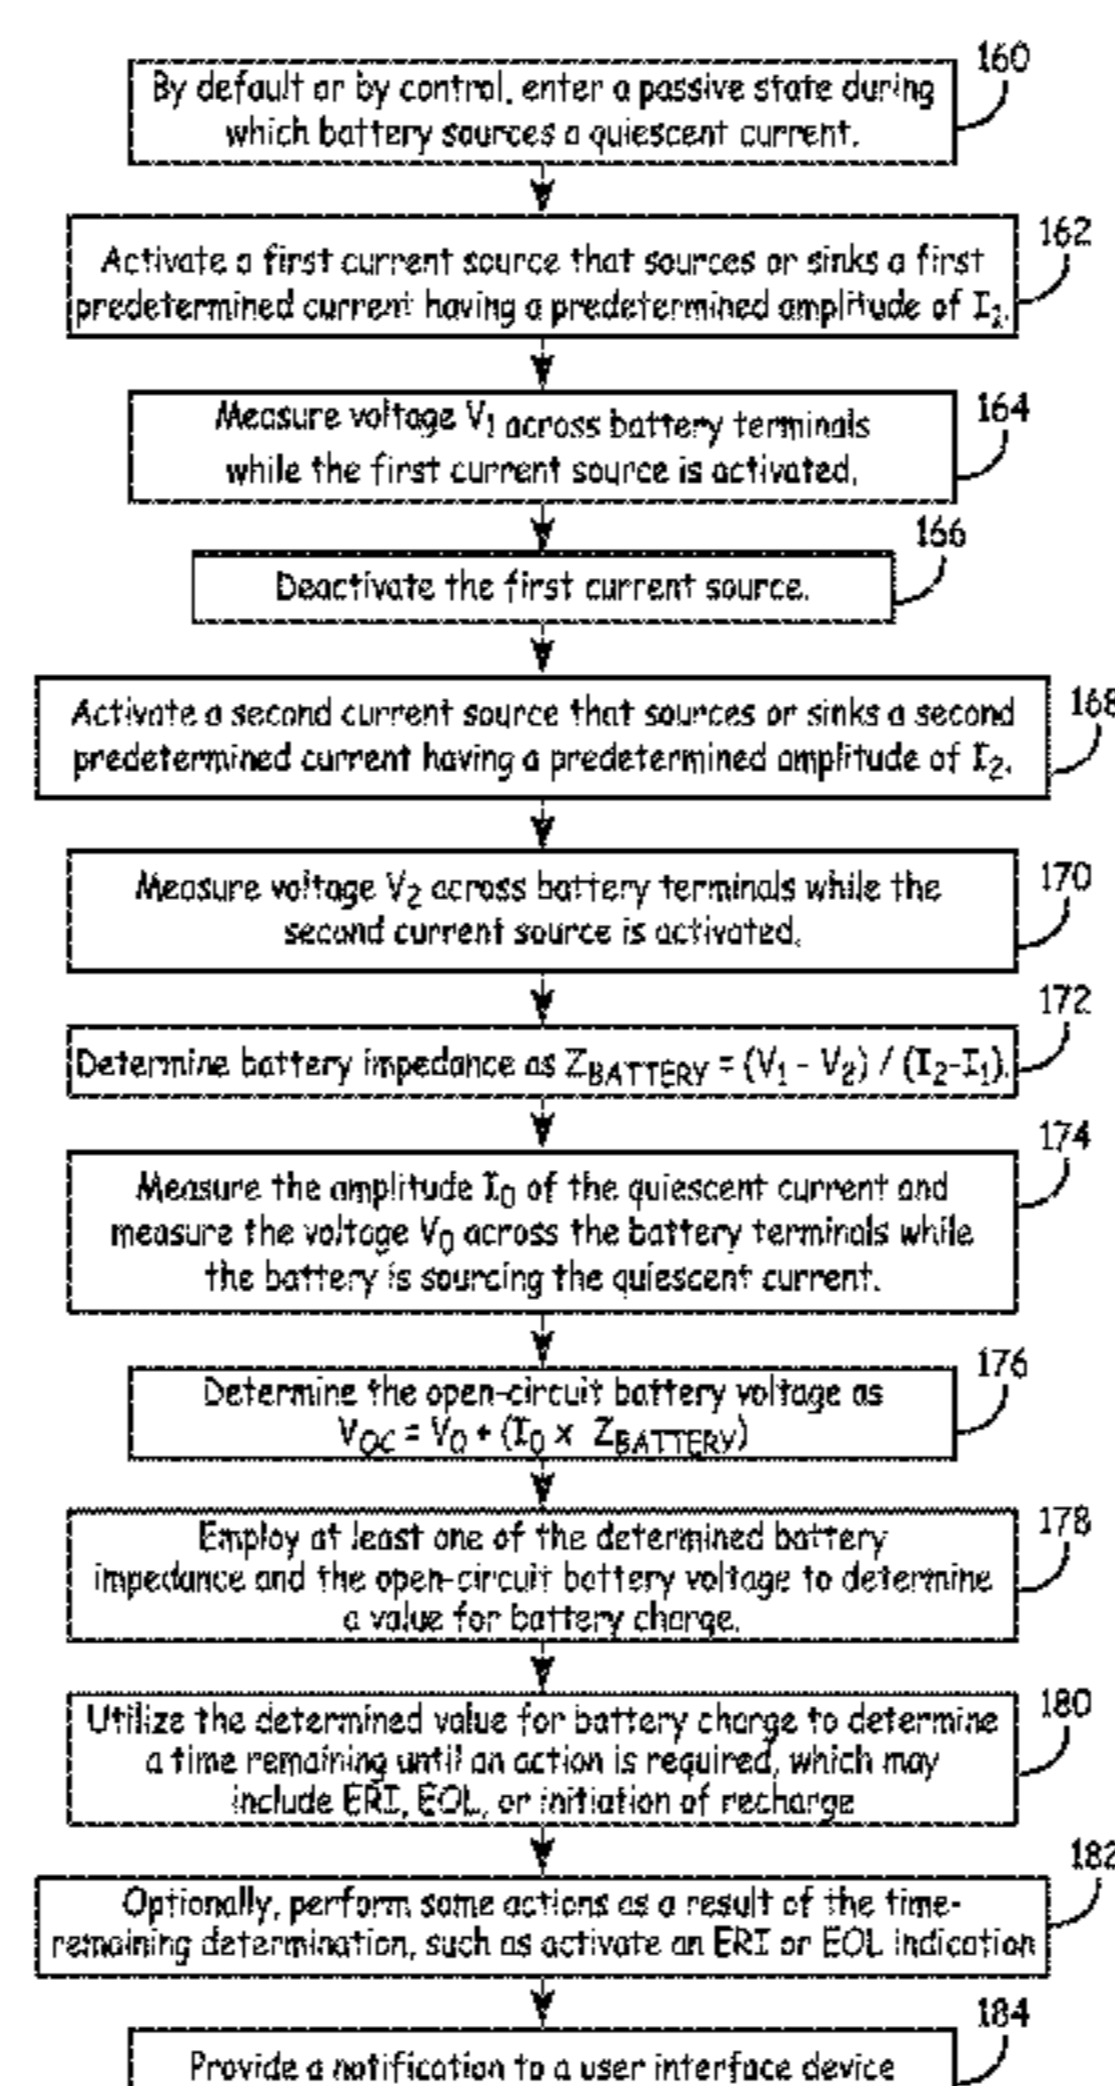 160
By default or by control, enter a passive state during
which battery sources a quiescent current.
162
Activate a first current source that sources or sinks a first
predetermined current having a predetermined amplitude of I₁.
164
Measure voltage V₁ across battery terminals
while the first current source is activated.
166
Deactivate the first current source.
168
Activate a second current source that sources or sinks a second
predetermined current having a predetermined amplitude of I₂.
170
Measure voltage V₂ across battery terminals while the
second current source is activated.
172
Determine battery impedance as Z_BATTERY = (V₁ - V₂) / (I₂-I₁).
174
Measure the amplitude I₀ of the quiescent current and
measure the voltage V₀ across the battery terminals while
the battery is sourcing the quiescent current.
176
Determine the open-circuit battery voltage as
V_OC = V₀ + (I₀ x Z_BATTERY)
178
Employ at least one of the determined battery
impedance and the open-circuit battery voltage to determine
a value for battery charge.
180
Utilize the determined value for battery charge to determine
a time remaining until an action is required, which may
include ERI, EOL, or initiation of recharge
182
Optionally, perform some actions as a result of the time-
remaining determination, such as activate an ERI or EOL indication
184
Provide a notification to a user interface device